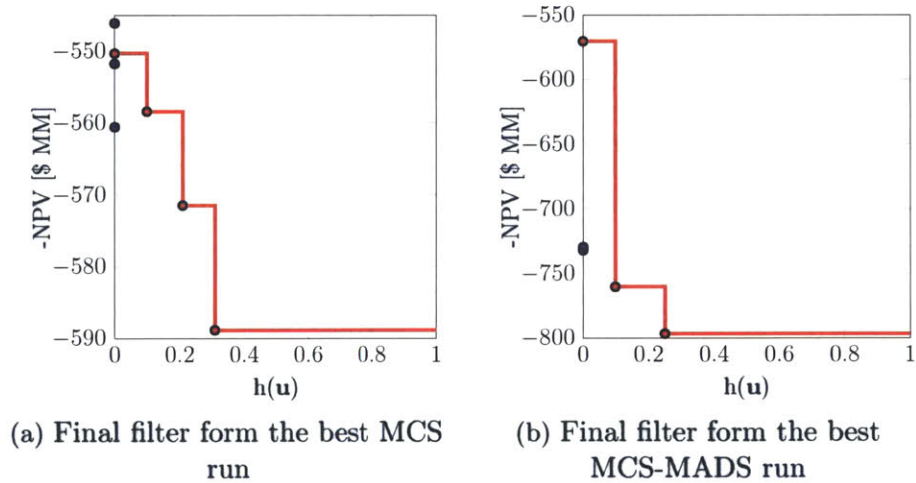 -NPV [$ MM]
−550
−560
−570
−580
−590
0
0.2
0.4
0.6
0.8
1
h(u)
(a) Final filter form the best MCS
run
-NPV [$ MM]
−550
−600
−650
−700
−750
−800
0
0.2
0.4
0.6
0.8
1
h(u)
(b) Final filter form the best
MCS-MADS run